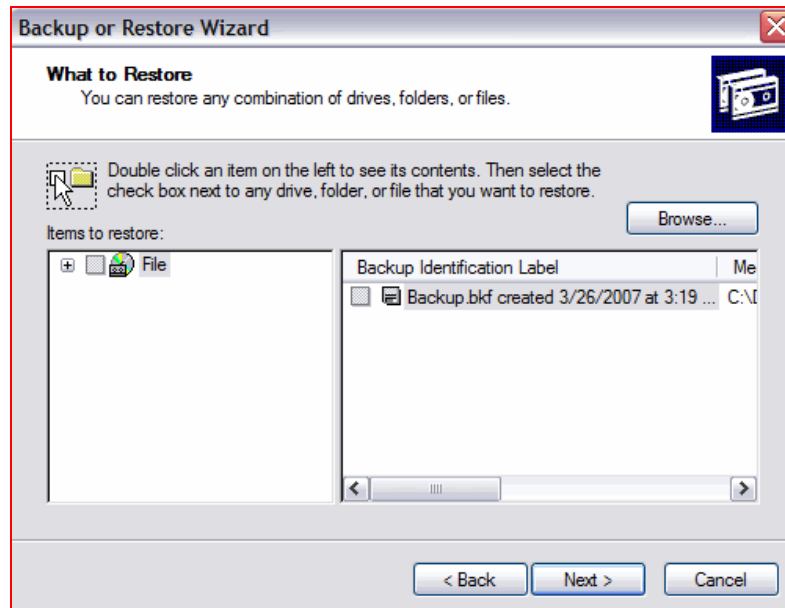 Backup or Restore Wizard
What to Restore
You can restore any combination of drives, folders, or files.
Double click an item on the left to see its contents. Then select the
check box next to any drive, folder, or file that you want to restore.
Browse...
Items to restore:
File
Backup Identification Label
Me
Backup.bkf created 3/26/2007 at 3:19 ...
C:\D
< Back
Next >
Cancel